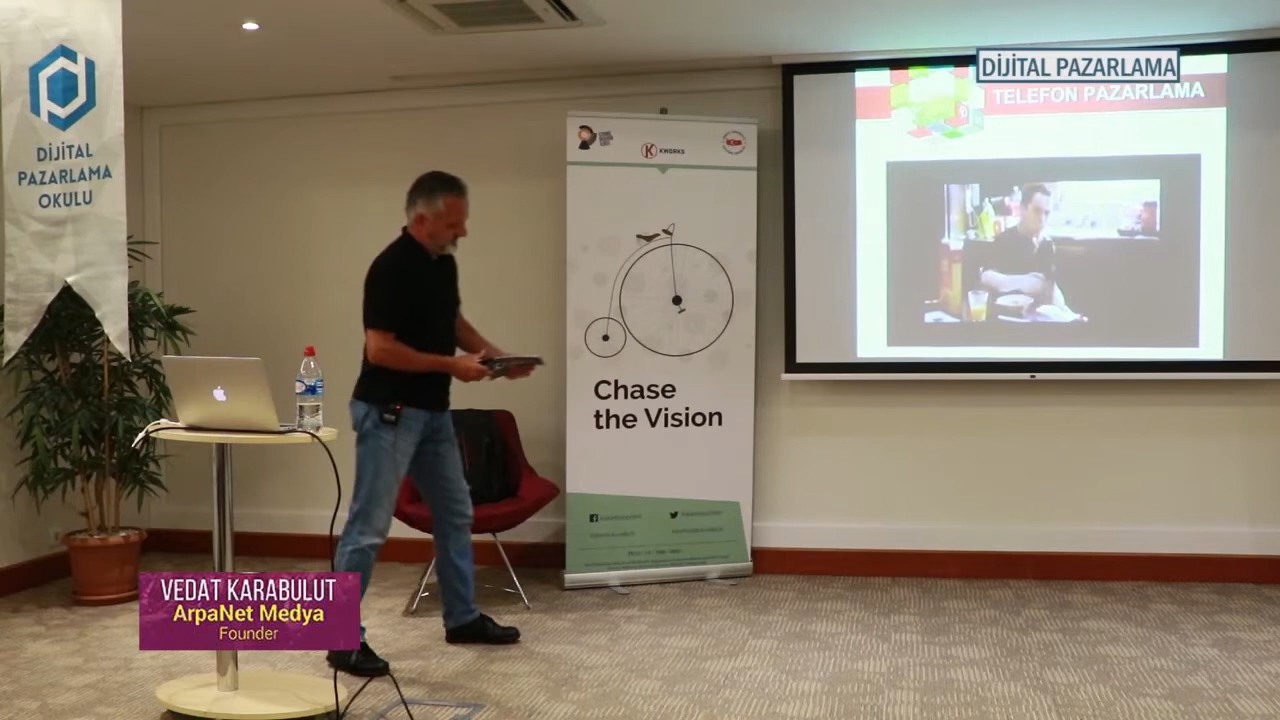 DİJİTAL
PAZARLAMA
OKULU
DİJİTAL PAZARLAMA
TELEFON PAZARLAMA
KWORKS
Chase
the Vision
VEDAT KARABULUT
ArpaNet Medya
Founder